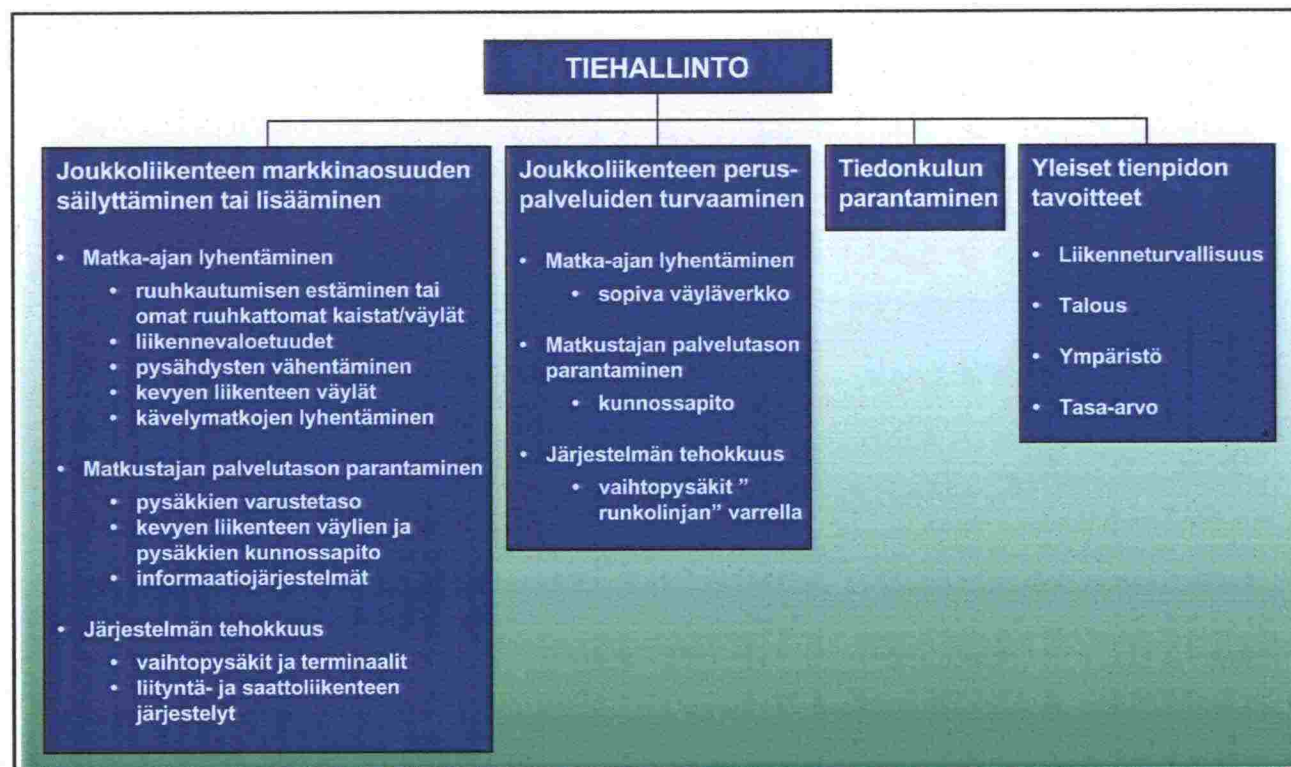 TIEHALLINTO
Joukkoliikenteen markkinaosuuden
säilyttäminen tai lisääminen
• Matka-ajan lyhentäminen
• ruuhkautumisen estäminen tai
omat ruuhkattomat kaistat/väylät
• liikennevaloetuudet
• pysähdysten vähentäminen
• kevyen liikenteen väylät
• kävelymatkojen lyhentäminen
• Matkustajan palvelutason parantaminen
• pysäkkien varustetaso
• kevyen liikenteen väylien ja
pysäkkien kunnossapito
• informaatiojärjestelmät
• Järjestelmän tehokkuus
• vaihtopysäkit ja terminaalit
• liityntä- ja saattoliikenteen
järjestelyt
Joukkoliikenteen perus-
palveluiden turvaaminen
• Matka-ajan lyhentäminen
• sopiva väyläverkko
• Matkustajan palvelutason
parantaminen
• kunnossapito
• Järjestelmän tehokkuus
• vaihtopysäkit ”
runkolinjan” varrella
Tiedonkulun
parantaminen
Yleiset tienpidon
tavoitteet
• Liikenneturvallisuus
• Talous
• Ympäristö
• Tasa-arvo